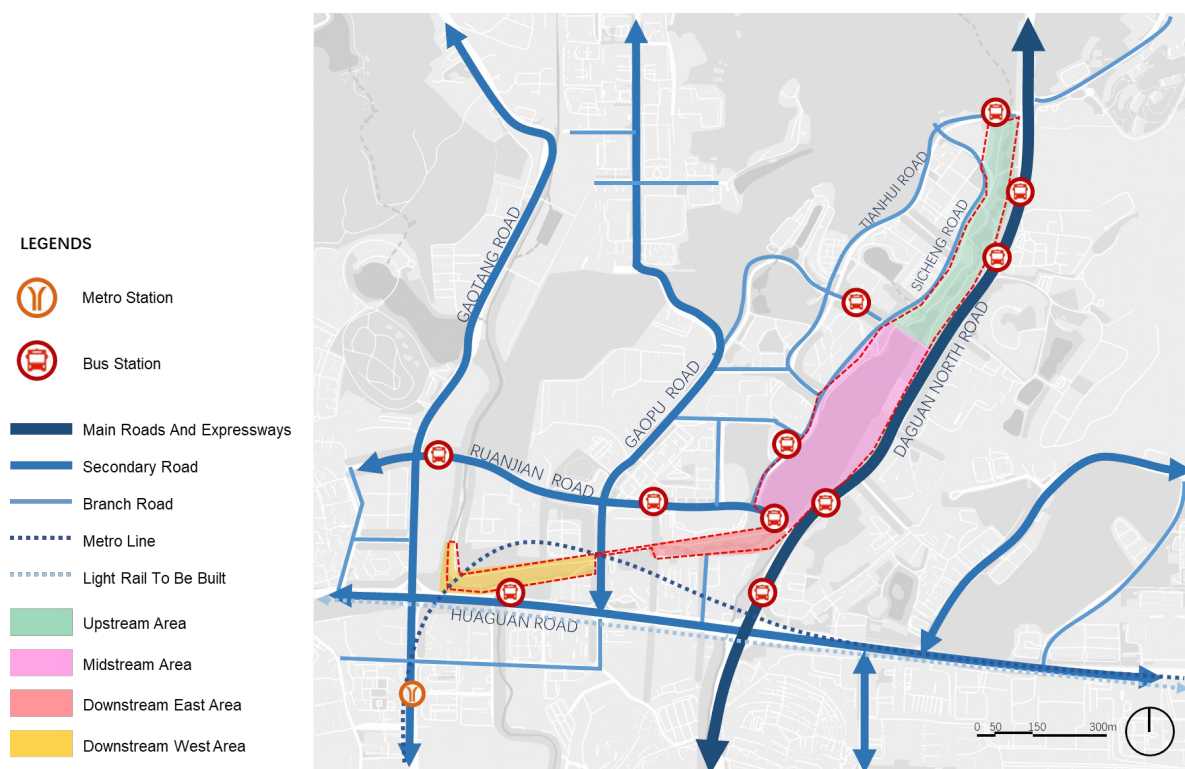 LEGENDS
Metro Station
Bus Station
Main Roads And Expressways
Secondary Road
Branch Road
Metro Line
Light Rail To Be Built
Upstream Area
Midstream Area
Downstream East Area
Downstream West Area
GAOTANG ROAD
TIANHUI ROAD
SICHENG ROAD
GAOPU ROAD
DAGUAN NORTH ROAD
RUANJIAN ROAD
HUAGUAN ROAD
0 50 150 300m